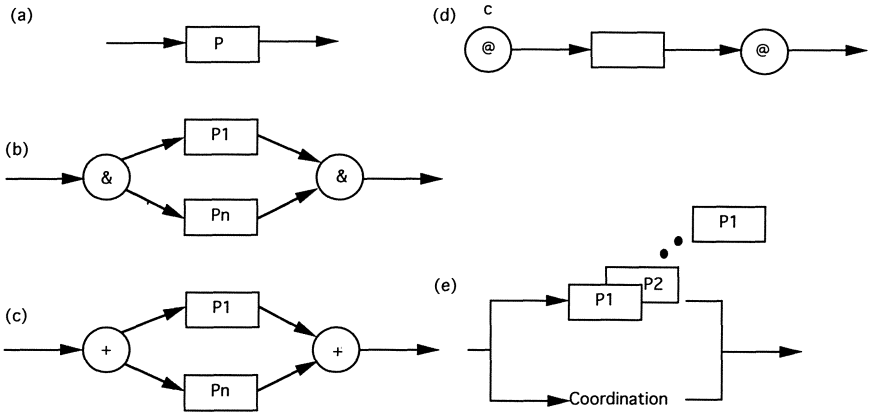 (a)
P
(b)
&
P1
Pn
&
(c)
+
P1
Pn
+
(d)
c
@
@
(e)
P1
P2
P1
Coordination